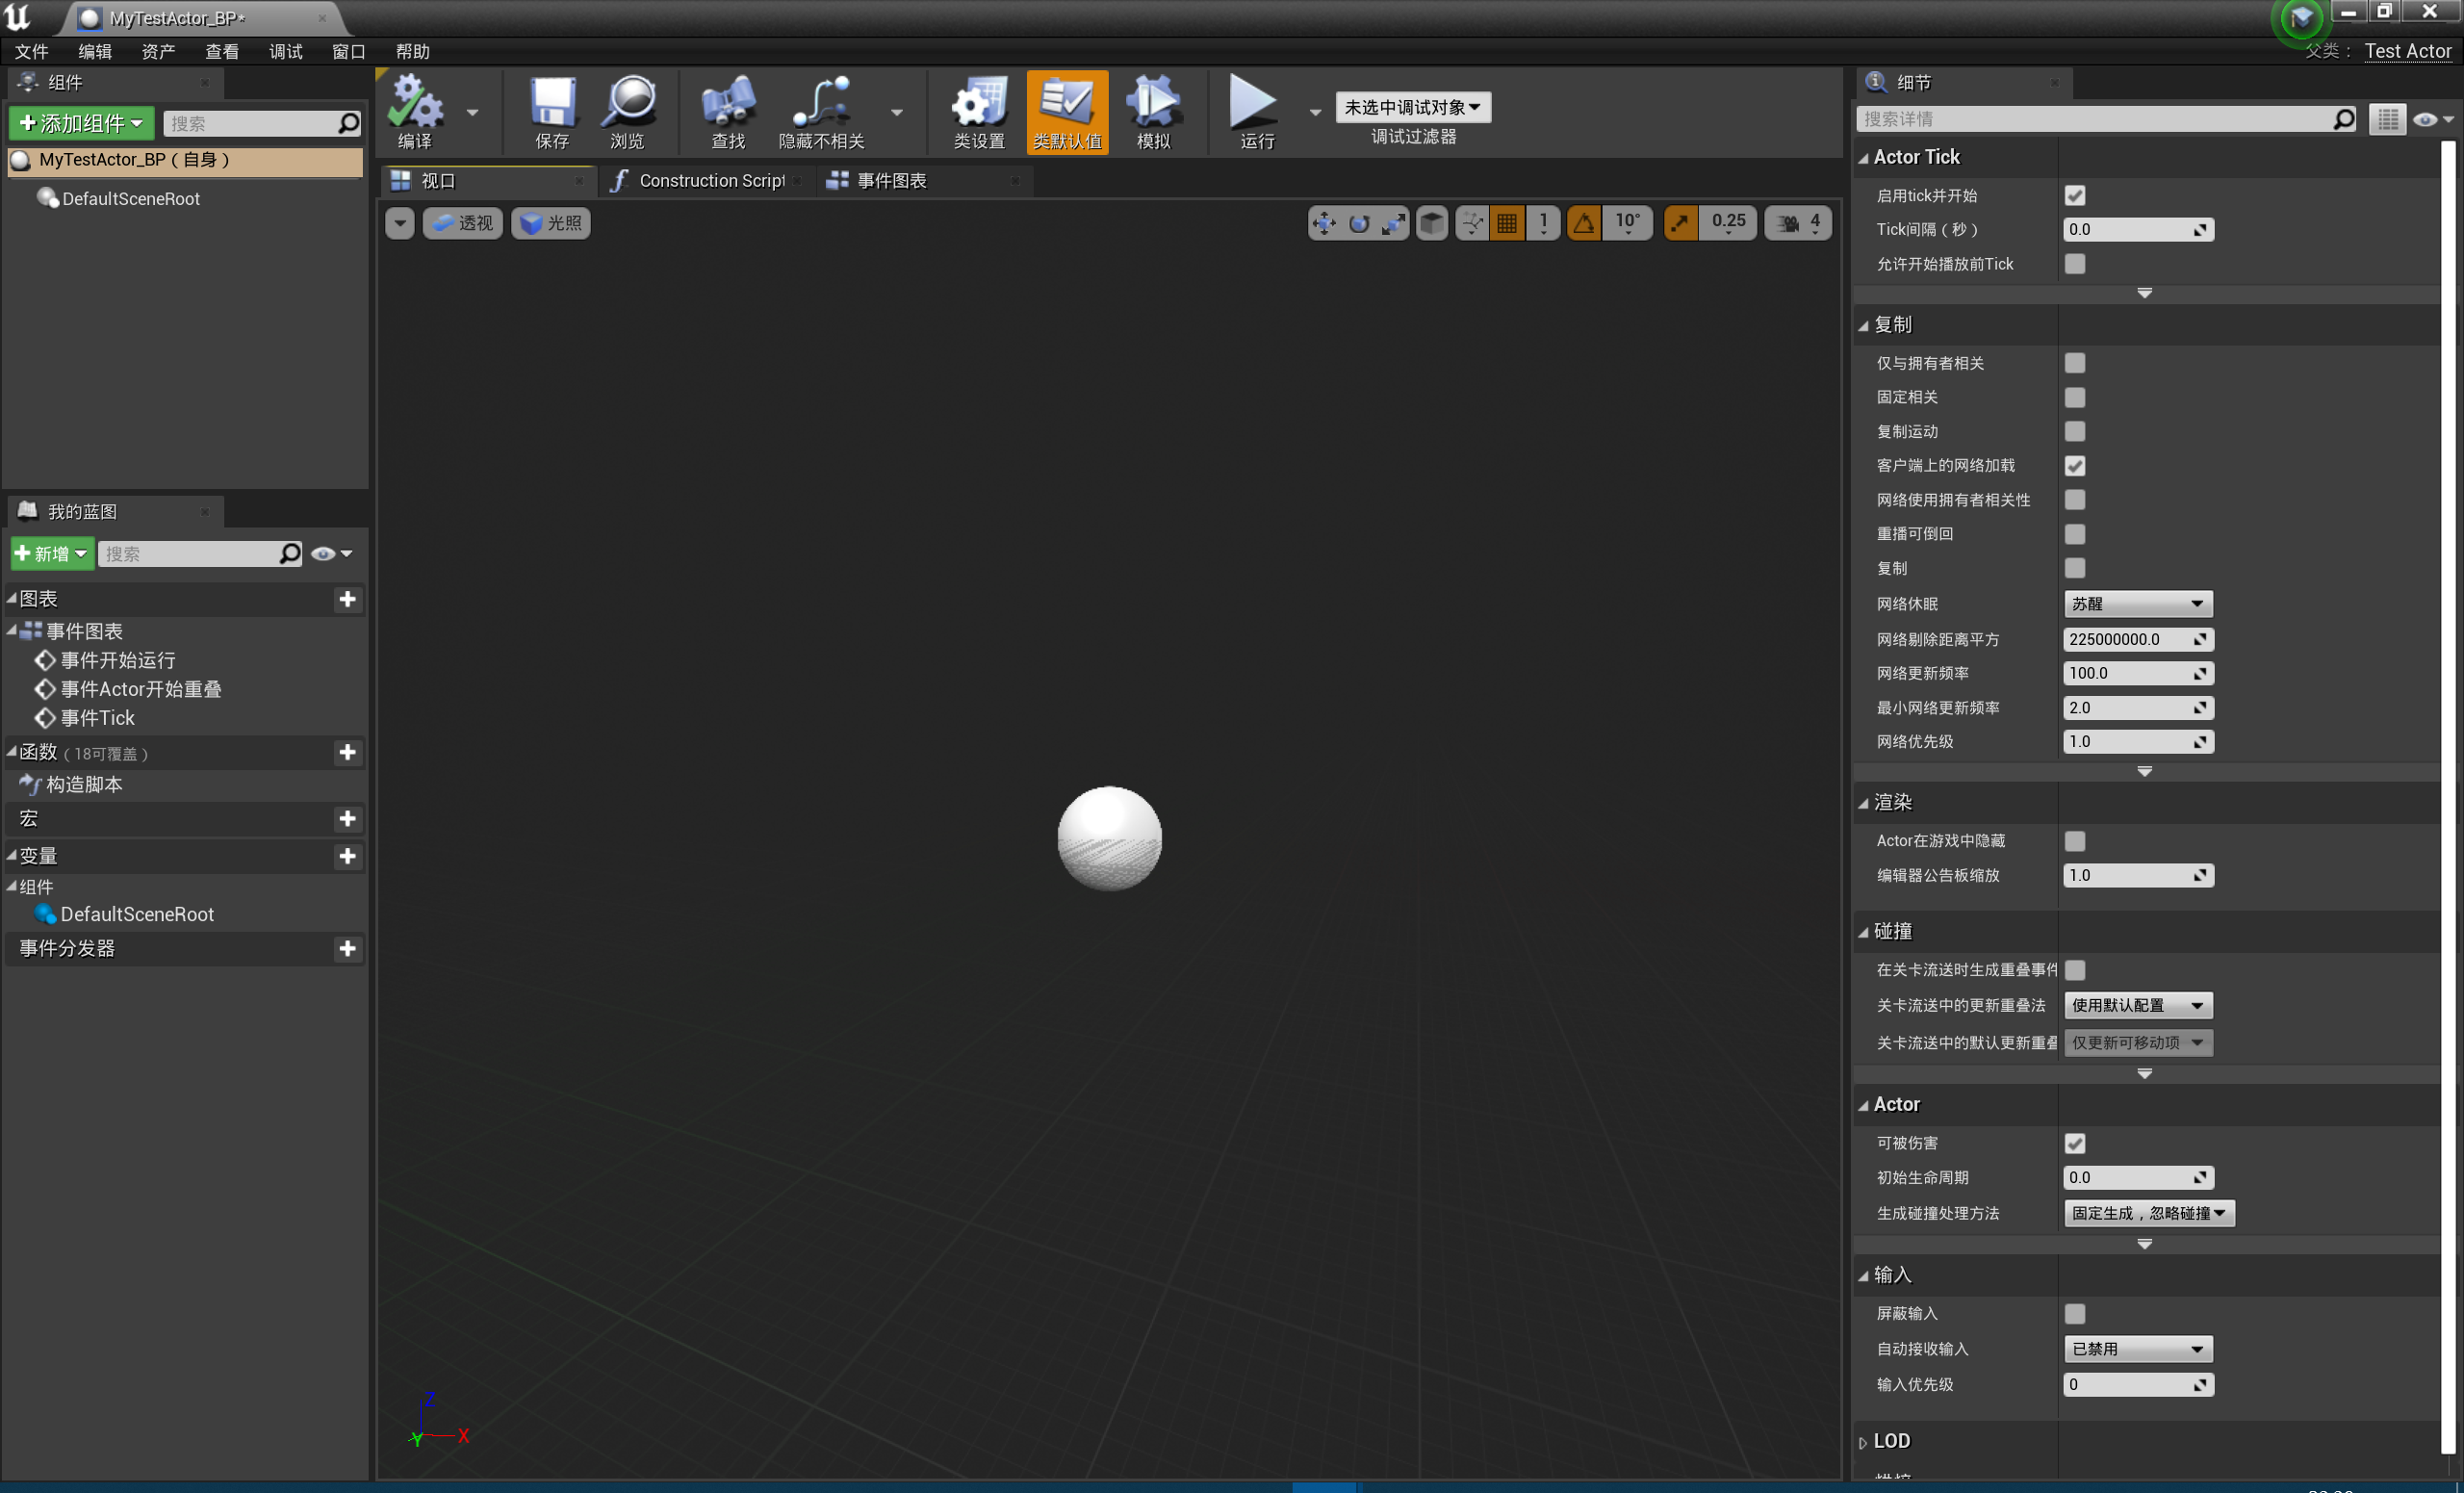 MyTestActor_BP*
文件 编辑 资产 查看 调试 窗口 帮助
父类： Test Actor
组件
添加组件
搜索
MyTestActor_BP（自身）
DefaultSceneRoot
我的蓝图
新增
搜索
图表
事件图表
事件开始运行
事件Actor开始重叠
事件Tick
函数（18可覆盖）
构造脚本
宏
变量
组件
DefaultSceneRoot
事件分发器
编译 保存 浏览 查找 隐藏不相关 类设置 类默认值 模拟 运行
未选中调试对象
调试过滤器
视口 Construction Script 事件图表
透视 光照
1 10° 0.25 4
Z
Y X
细节
搜索详情
Actor Tick
启用tick并开始
Tick间隔（秒） 0.0
允许开始播放前Tick
复制
仅与拥有者相关
固定相关
复制运动
客户端上的网络加载
网络使用拥有者相关性
重播可倒回
复制
网络休眠 苏醒
网络剔除距离平方 225000000.0
网络更新频率 100.0
最小网络更新频率 2.0
网络优先级 1.0
渲染
Actor在游戏中隐藏
编辑器公告板缩放 1.0
碰撞
在关卡流送时生成重叠事件
关卡流送中的更新重叠法 使用默认配置
关卡流送中的默认更新重叠 仅更新可移动项
Actor
可被伤害
初始生命周期 0.0
生成碰撞处理方法 固定生成，忽略碰撞
输入
屏蔽输入
自动接收输入 已禁用
输入优先级 0
LOD